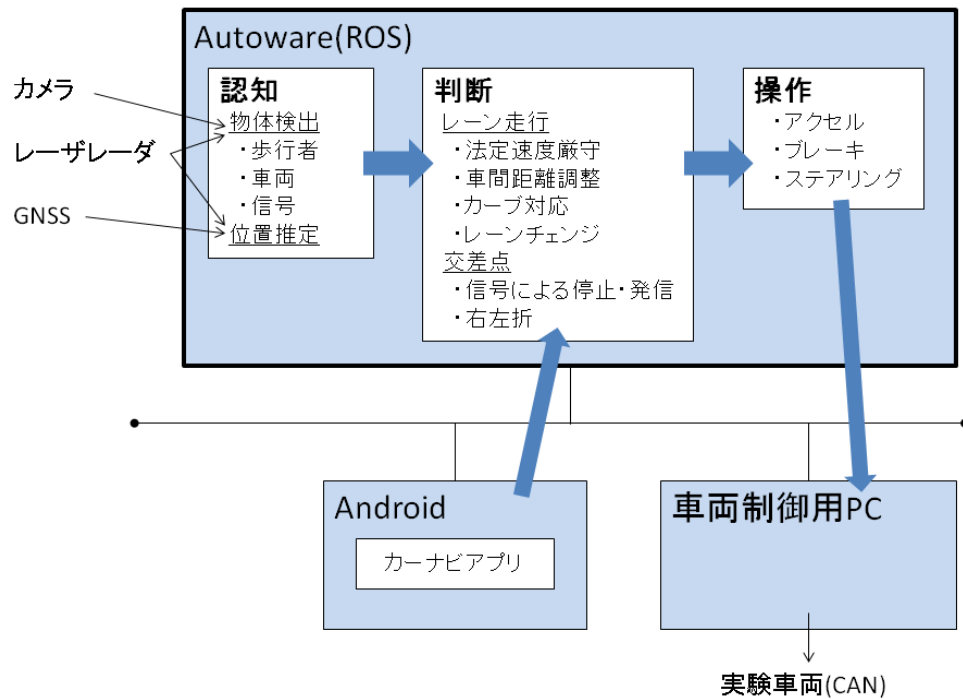 Autoware(ROS)
カメラ
レーザレーダ
GNSS
認知
物体検出
・歩行者
・車両
・信号
位置推定
判断
レーン走行
・法定速度厳守
・車間距離調整
・カーブ対応
・レーンチェンジ
交差点
・信号による停止・発信
・右左折
操作
・アクセル
・ブレーキ
・ステアリング
Android
カーナビアプリ
車両制御用PC
実験車両(CAN)